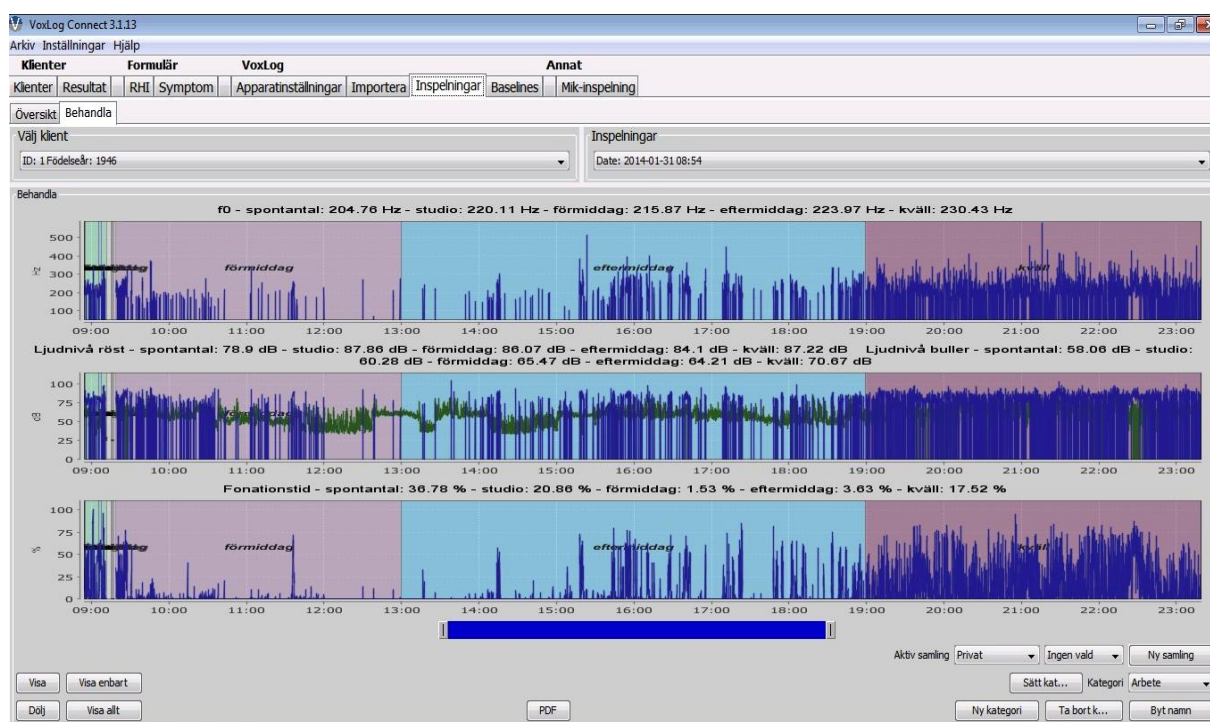 VoxLog Connect 3.1.13
Arkiv Inställningar Hjälp
Klienter Formulär VoxLog Annat
Klienter Resultat RHI Symptom Apparatinställningar Importera Inspelningar Baselines Mik-inspelning
Översikt Behandla
Välj klient Inspelningar
ID: 1 Födelseår: 1946 Date: 2014-01-31 08:54
Behandla
f0 - spontantal: 204.76 Hz - studio: 220.11 Hz - förmiddag: 215.87 Hz - eftermiddag: 223.97 Hz - kväll: 230.43 Hz
500
400
300
200
100
Hz
förmiddag eftermiddag kväll
09:00 10:00 11:00 12:00 13:00 14:00 15:00 16:00 17:00 18:00 19:00 20:00 21:00 22:00 23:00
Ljudnivå röst - spontantal: 78.9 dB - studio: 87.86 dB - förmiddag: 86.07 dB - eftermiddag: 84.1 dB - kväll: 87.22 dB Ljudnivå buller - spontantal: 58.06 dB - studio:
60.28 dB - förmiddag: 65.47 dB - eftermiddag: 64.21 dB - kväll: 70.67 dB
100
75
50
25
0
dB
09:00 10:00 11:00 12:00 13:00 14:00 15:00 16:00 17:00 18:00 19:00 20:00 21:00 22:00 23:00
Fonationstid - spontantal: 36.78 % - studio: 20.86 % - förmiddag: 1.53 % - eftermiddag: 3.63 % - kväll: 17.52 %
100
75
50
25
0
%
förmiddag eftermiddag kväll
09:00 10:00 11:00 12:00 13:00 14:00 15:00 16:00 17:00 18:00 19:00 20:00 21:00 22:00 23:00
Aktiv samling Privat Ingen vald Ny samling
Visa Visa enbart Sätt kat... Kategori Arbete
Dölj Visa allt PDF Ny kategori Ta bort k... Byt namn